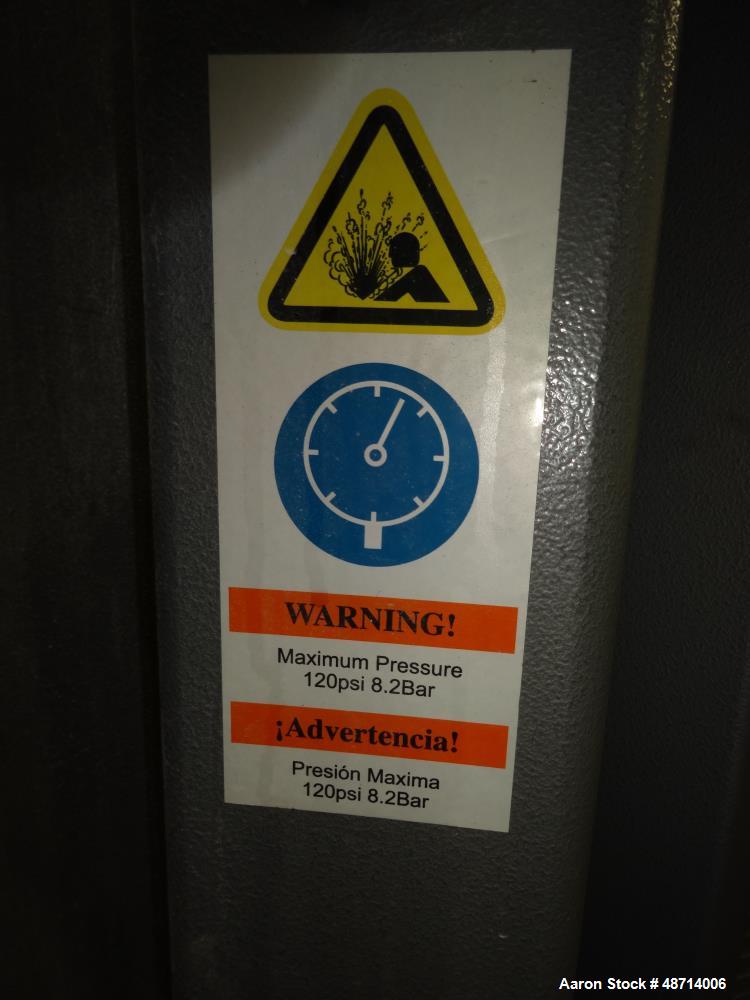 WARNING!
Maximum Pressure
120psi 8.2Bar
¡Advertencia!
Presión Maxima
120psi 8.2Bar
Aaron Stock # 48714006